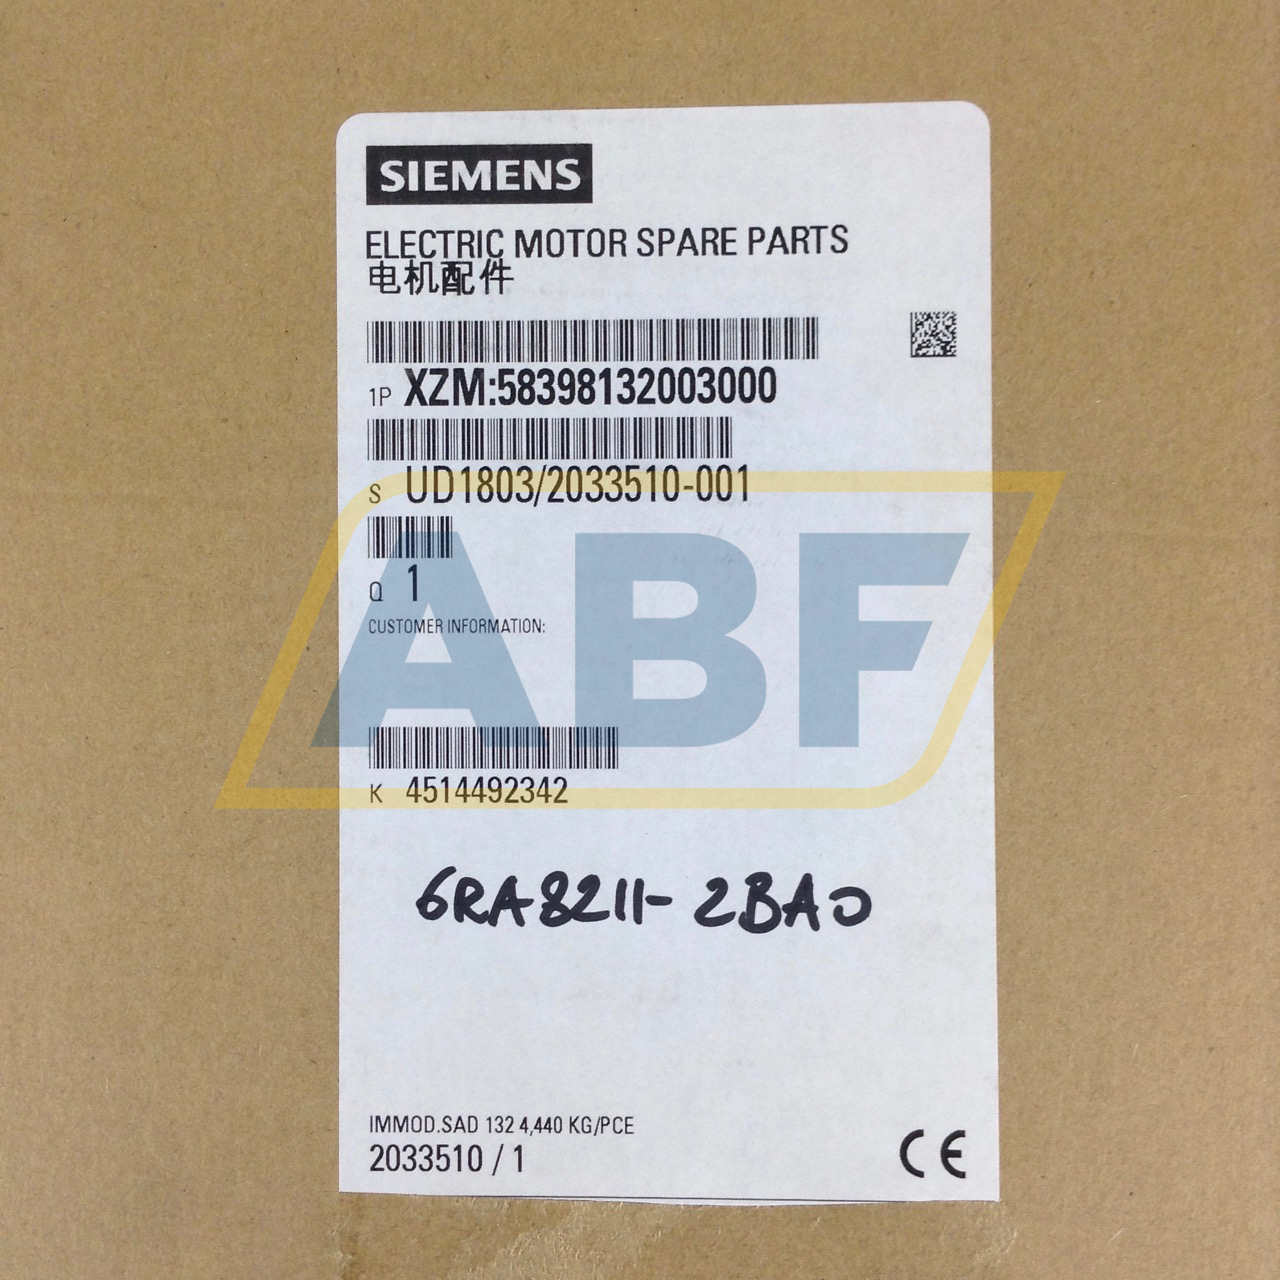 SIEMENS
ELECTRIC MOTOR SPARE PARTS
电机配件
1P XZM:58398132003000
S UD1803/2033510-001
Q 1
CUSTOMER INFORMATION:
ABF
K 4514492342
6RA8211-2BA0
IMMOD.SAD 132 4,440 KG/PCE
2033510 / 1
CE